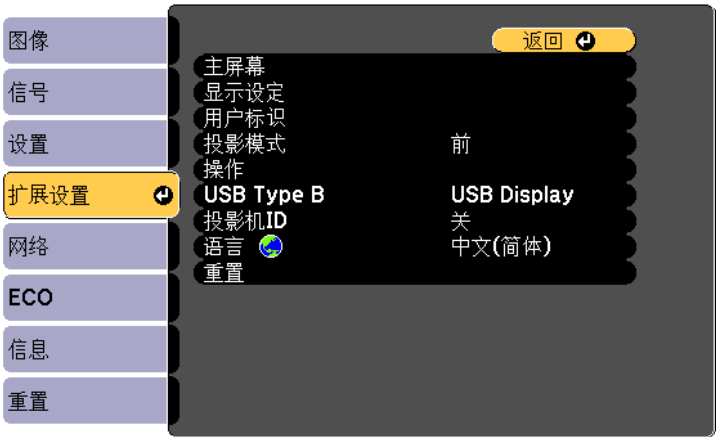 图像
信号
设置
扩展设置
网络
ECO
信息
重置
返回
主屏幕
显示设定
用户标识
投影模式 前
操作
USB Type B USB Display
投影机ID 关
语言 中文(简体)
重置